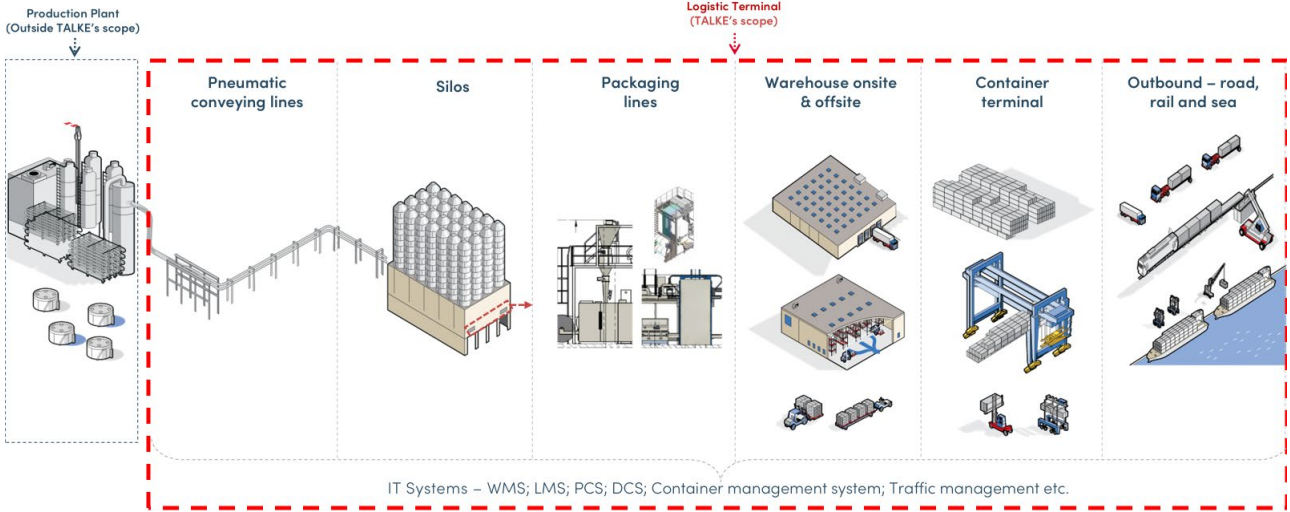 Production Plant
(Outside TALKE's scope)
Logistic Terminal
(TALKE's scope)
Pneumatic
conveying lines
Silos
Packaging
lines
Warehouse onsite
& offsite
Container
terminal
Outbound – road,
rail and sea
IT Systems – WMS; LMS; PCS; DCS; Container management system; Traffic management etc.